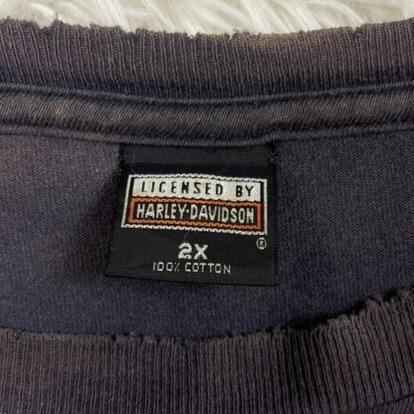 LICENSED BY
HARLEY-DAVIDSON
®
2X
100% COTTON